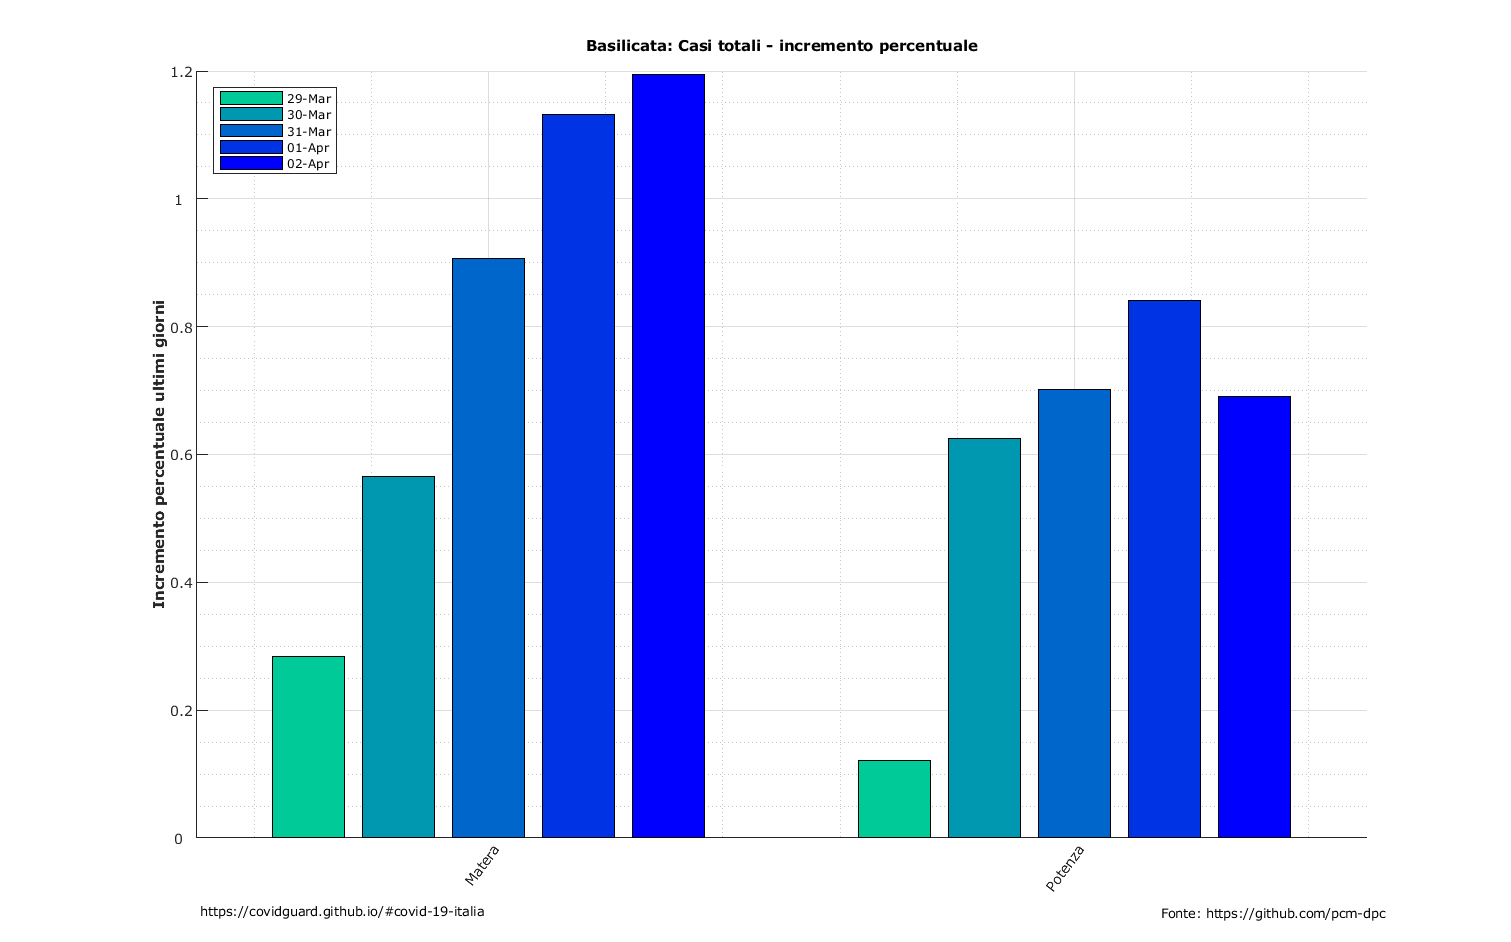 Basilicata: Casi totali - incremento percentuale
Incremento percentuale ultimi giorni
1.2
1
0.8
0.6
0.4
0.2
0
29-Mar
30-Mar
31-Mar
01-Apr
02-Apr
Matera
Potenza
https://covidguard.github.io/#covid-19-italia
Fonte: https://github.com/pcm-dpc